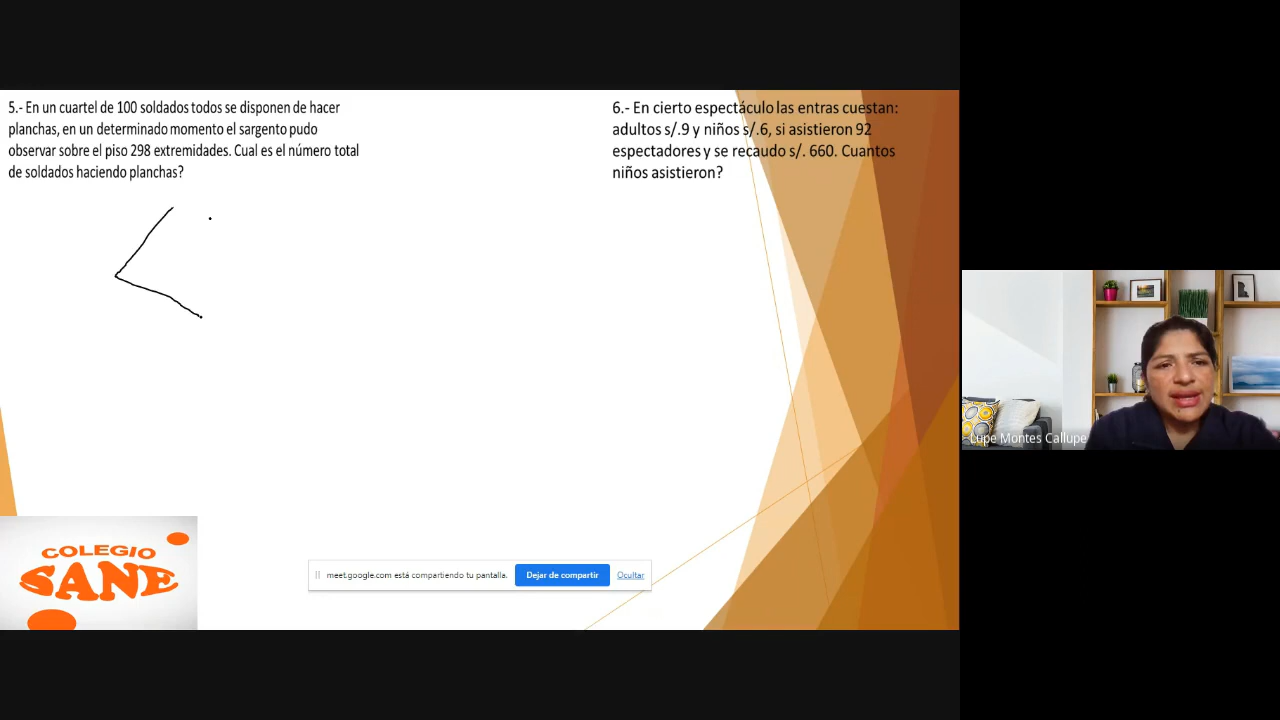 5.- En un cuartel de 100 soldados todos se disponen de hacer
planchas, en un determinado momento el sargento pudo
observar sobre el piso 298 extremidades. Cual es el número total
de soldados haciendo planchas?
6.- En cierto espectáculo las entras cuestan:
adultos s/.9 y niños s/.6, si asistieron 92
espectadores y se recaudo s/. 660. Cuantos
niños asistieron?
Lupe Montes Callupe
COLEGIO
SANE
meet.google.com está compartiendo tu pantalla.
Dejar de compartir
Ocultar